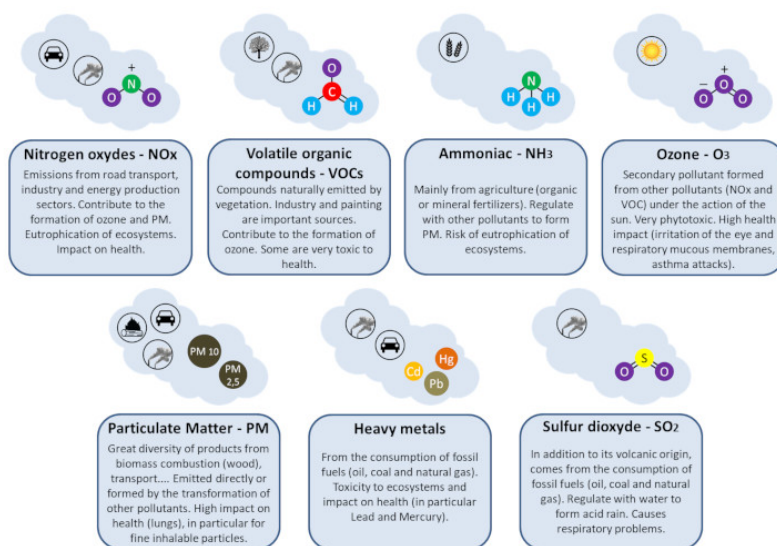 +
N
O
O
O
C
H
H
N
H
H
H
+
−
O
O
O
Nitrogen oxydes - NOx
Emissions from road transport,
industry and energy production
sectors. Contribute to the
formation of ozone and PM.
Eutrophication of ecosystems.
Impact on health.
Volatile organic
compounds - VOCs
Compounds naturally emitted by
vegetation. Industry and painting
are important sources.
Contribute to the formation of
ozone. Some are very toxic to
health.
Ammoniac - NH3
Mainly from agriculture (organic
or mineral fertilizers). Regulate
with other pollutants to form
PM. Risk of eutrophication of
ecosystems.
Ozone - O3
Secondary pollutant formed
from other pollutants (NOx and
VOC) under the action of the
sun. Very phytotoxic. High health
impact (irritation of the eye and
respiratory mucous membranes,
asthma attacks).
PM 10
PM
2,5
Cd
Hg
Pb
S
O
O
Particulate Matter - PM
Great diversity of products from
biomass combustion (wood),
transport.... Emitted directly or
formed by the transformation of
other pollutants. High impact on
health (lungs), in particular for
fine inhalable particles.
Heavy metals
From the consumption of fossil
fuels (oil, coal and natural gas).
Toxicity to ecosystems and
impact on health (in particular
Lead and Mercury).
Sulfur dioxyde - SO2
In addition to its volcanic origin,
comes from the consumption of
fossil fuels (oil, coal and natural
gas). Regulate with water to
form acid rain. Causes
respiratory problems.